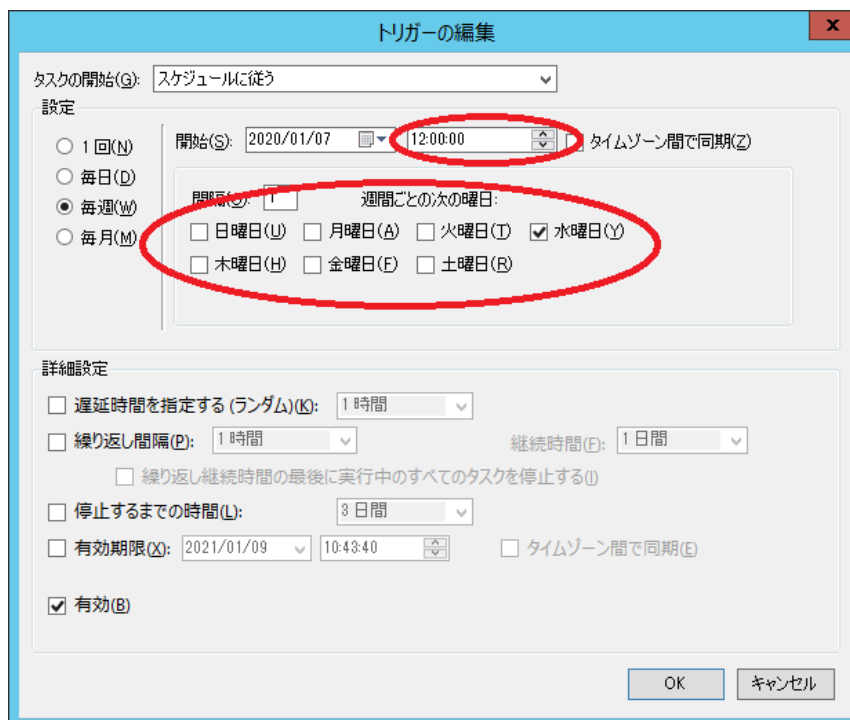 トリガーの編集
x
タスクの開始(G): スケジュールに従う
設定
1回(N)
毎日(D)
毎週(W)
毎月(M)
開始(S): 2020/01/07 12:00:00 タイムゾーン間で同期(Z)
間隔(C): 1 週間ごとの次の曜日:
日曜日(U) 月曜日(A) 火曜日(T) 水曜日(Y)
木曜日(H) 金曜日(F) 土曜日(R)
詳細設定
遅延時間を指定する (ランダム)(K): 1 時間
繰り返し間隔(P): 1 時間 継続時間(F): 1 日間
繰り返し継続時間の最後に実行中のすべてのタスクを停止する(I)
停止するまでの時間(L): 3 日間
有効期限(X): 2021/01/09 10:43:40 タイムゾーン間で同期(E)
有効(B)
OK キャンセル